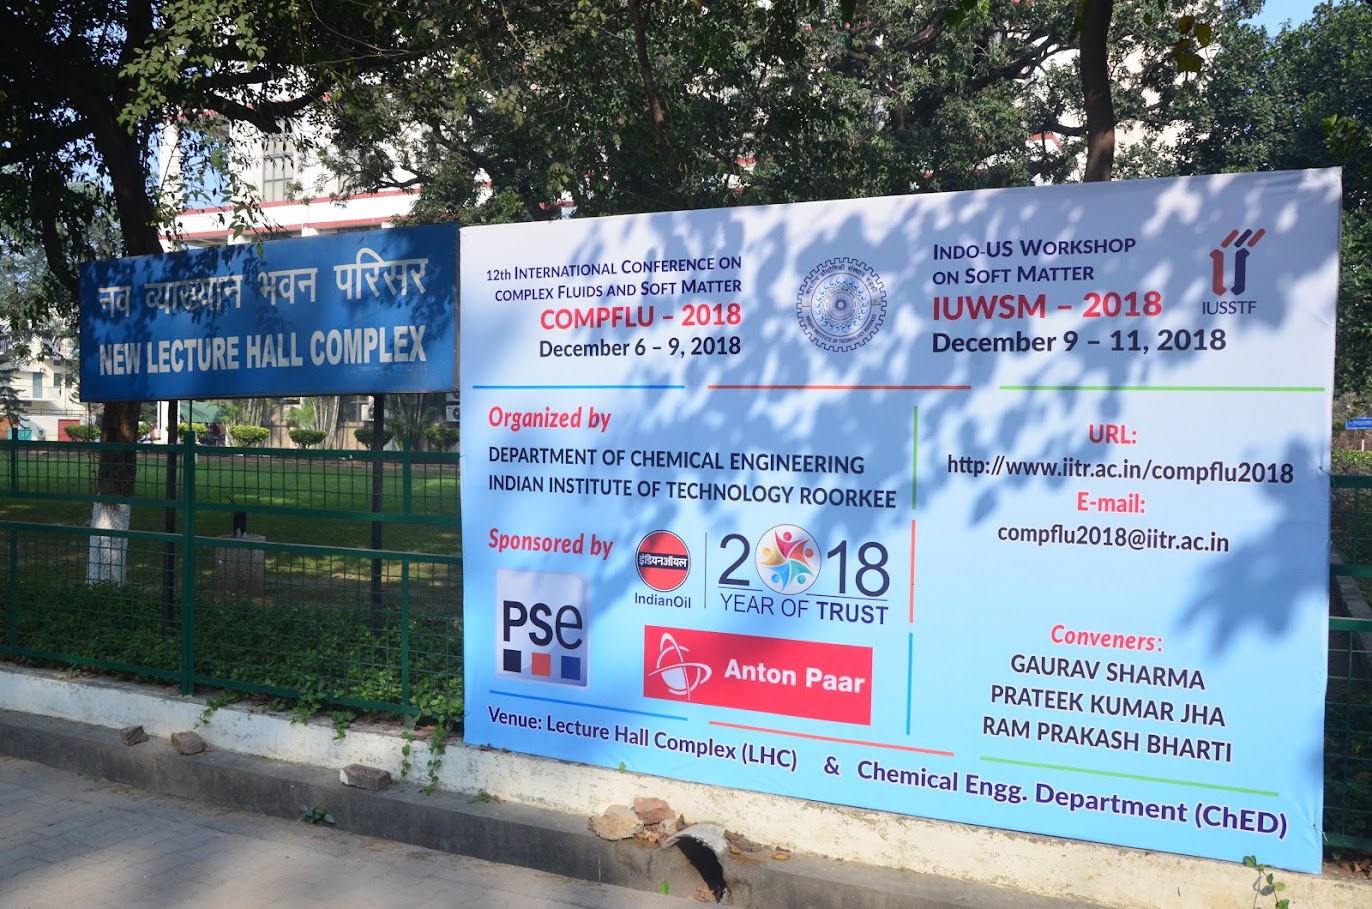 नव व्याख्यान भवन परिसर
NEW LECTURE HALL COMPLEX
12th INTERNATIONAL CONFERENCE ON
COMPLEX FLUIDS AND SOFT MATTER
COMPFLU – 2018
December 6 – 9, 2018
INDO-US WORKSHOP
ON SOFT MATTER
IUWSM – 2018
December 9 – 11, 2018
IUSSTF
Organized by
DEPARTMENT OF CHEMICAL ENGINEERING
INDIAN INSTITUTE OF TECHNOLOGY ROORKEE
Sponsored by
इंडियनऑयल
IndianOil
2018
YEAR OF TRUST
PSe
Anton Paar
URL:
http://www.iitr.ac.in/compflu2018
E-mail:
compflu2018@iitr.ac.in
Conveners:
GAURAV SHARMA
PRATEEK KUMAR JHA
RAM PRAKASH BHARTI
Venue: Lecture Hall Complex (LHC) & Chemical Engg. Department (ChED)